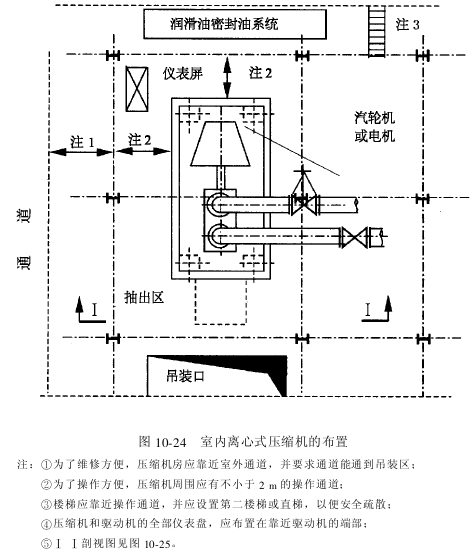 润滑油密封油系统
注3
仪表屏
注2
汽轮机
或电机
注1
注2
通道
抽出区
I
I
吊装口
图 10-24 室内离心式压缩机的布置
注：①为了维修方便，压缩机房应靠近室外通道，并要求通道能通到吊装区；
②为了操作方便，压缩机周围应有不小于 2 m 的操作通道；
③楼梯应靠近操作通道，并应设置第二楼梯或直梯，以便安全疏散；
④压缩机和驱动机的全部仪表盘，应布置在靠近驱动机的端部；
⑤Ⅰ Ⅰ剖视图见图 10-25。